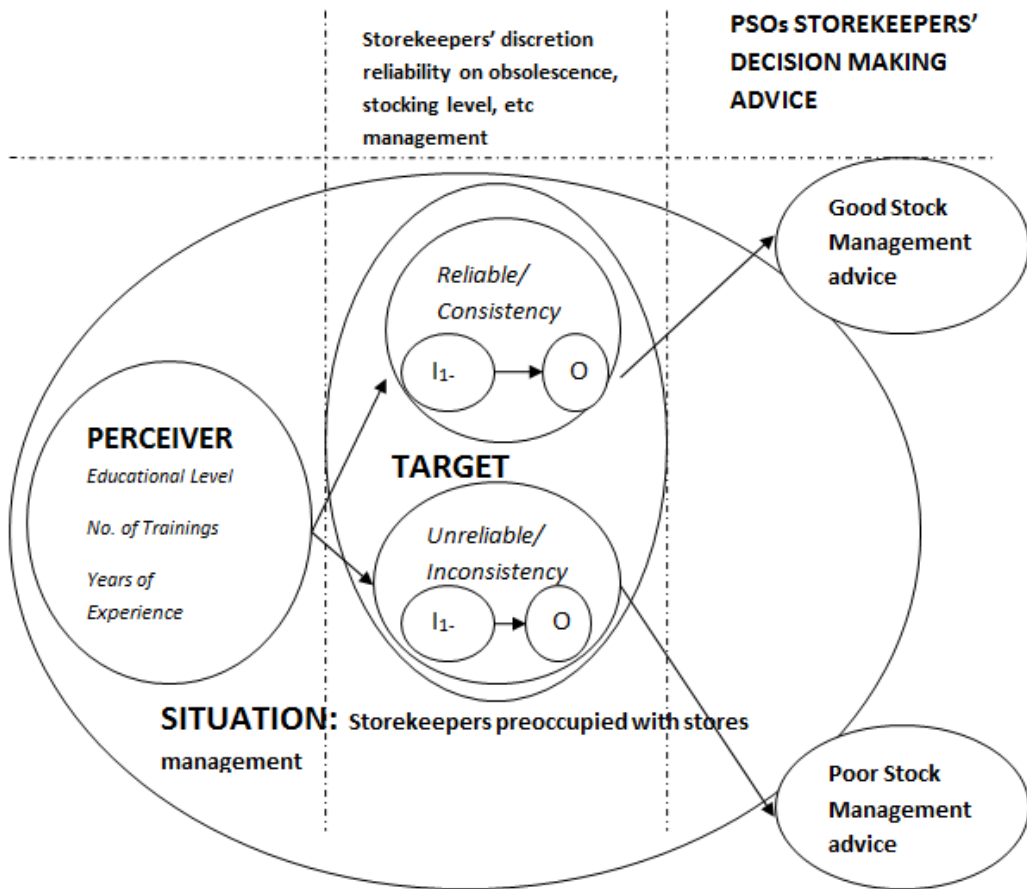 Storekeepers' discretion
reliability on obsolescence,
stocking level, etc
management
PSOs STOREKEEPERS'
DECISION MAKING
ADVICE
Good Stock
Management
advice
Reliable/
Consistency
I1-
O
PERCEIVER
Educational Level
No. of Trainings
Years of
Experience
TARGET
Unreliable/
Inconsistency
I1-
O
SITUATION: Storekeepers preoccupied with stores
management
Poor Stock
Management
advice